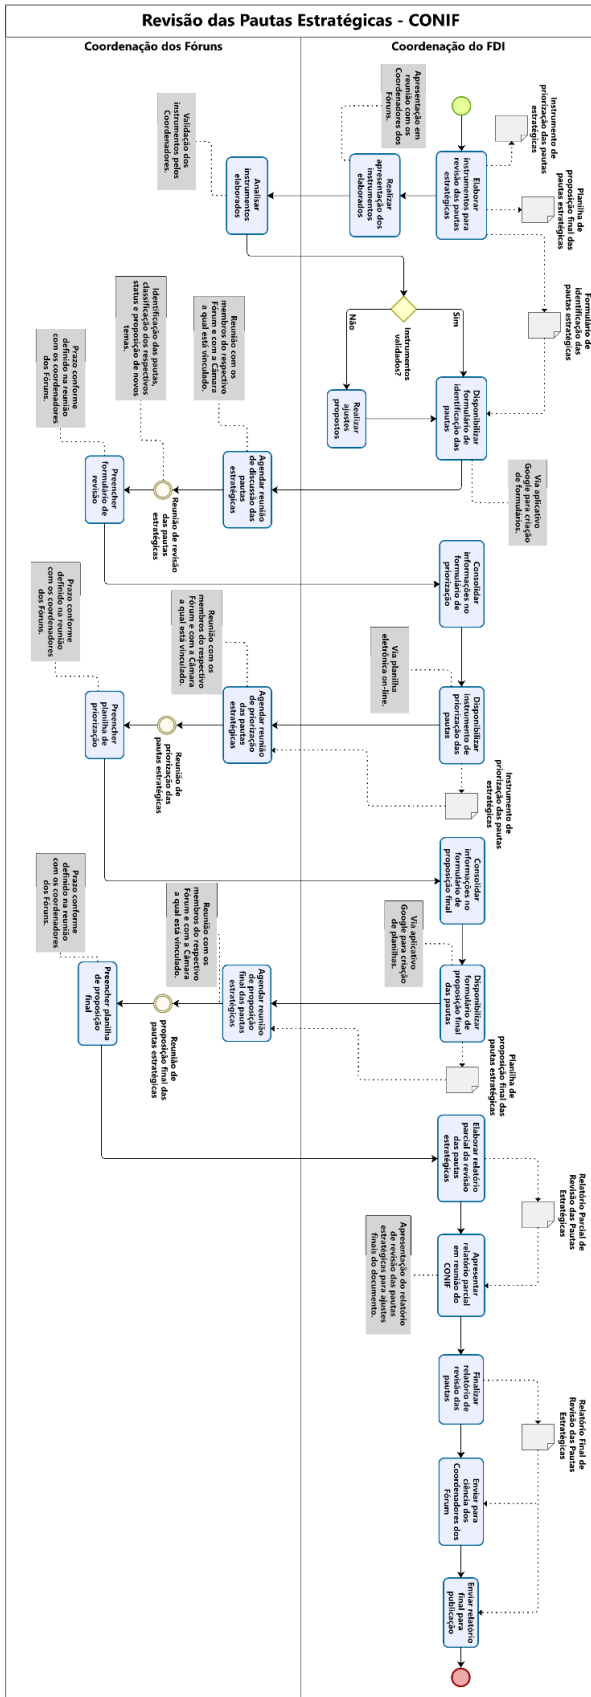 Revisão das Pautas Estratégicas - CONIF
Coordenação dos Fóruns
Coordenação do FDI
Instrumento de
priorização das pautas
estratégicas
Planilha de
proposição final das
pautas estratégicas
Formulário de
identificação das
pautas estratégicas
Elaborar
instrumentos para
revisão das pautas
estratégicas
Apresentação em
reunião com os
Coordenadores dos
Fóruns.
Realizar
apresentação dos
instrumentos
elaborados
Analisar
instrumentos
elaborados
Validação dos
instrumentos pelos
Coordenadores.
Instrumentos
validados?
Sim
Não
Realizar
ajustes
propostos
Disponibilizar
formulário de
identificação das
pautas
Via aplicativo
Google para criação
de formulários.
Agendar reunião
de discussão das
pautas
estratégicas
Reunião com os
membros do respectivo
Fórum e com a Câmara
a qual está vinculado.
Reunião de revisão
das pautas
estratégicas
Identificação das pautas,
classificação dos respectivos
status e proposição de novos
temas.
Preencher
formulário de
revisão
Prazo conforme
definido na reunião
com os coordenadores
dos Fóruns.
Consolidar
informações no
formulário de
priorização
Disponibilizar
instrumento de
priorização das
pautas
Via planilha
eletrônica on-line.
Instrumento de
priorização das pautas
estratégicas
Agendar reunião
de priorização
das pautas
estratégicas
Reunião com os
membros do respectivo
Fórum e com a Câmara
a qual está vinculado.
Reunião de
priorização das
pautas estratégicas
Preencher
planilha de
priorização
Prazo conforme
definido na reunião
com os coordenadores
dos Fóruns.
Consolidar
informações no
formulário de
proposição final
Disponibilizar
formulário de
proposição final
das pautas
Via aplicativo
Google para criação
de planilhas.
Planilha de
proposição final das
pautas estratégicas
Agendar reunião
de proposição
final das pautas
estratégicas
Reunião com os
membros do respectivo
Fórum e com a Câmara
a qual está vinculado.
Reunião de
proposição final das
pautas estratégicas
Preencher planilha
de proposição
final
Prazo conforme
definido na reunião
com os coordenadores
dos Fóruns.
Elaborar relatório
parcial da revisão
das pautas
estratégicas
Relatório Parcial de
Revisão das Pautas
Estratégicas
Apresentar
relatório parcial
em reunião do
CONIF
Apresentação do relatório
de revisão das pautas
estratégicas para ajustes
finais do documento.
Finalizar
relatório de
revisão das
pautas
Relatório Final de
Revisão das Pautas
Estratégicas
Enviar para
ciência dos
Coordenadores dos
Fórum
Enviar relatório
final para
publicação